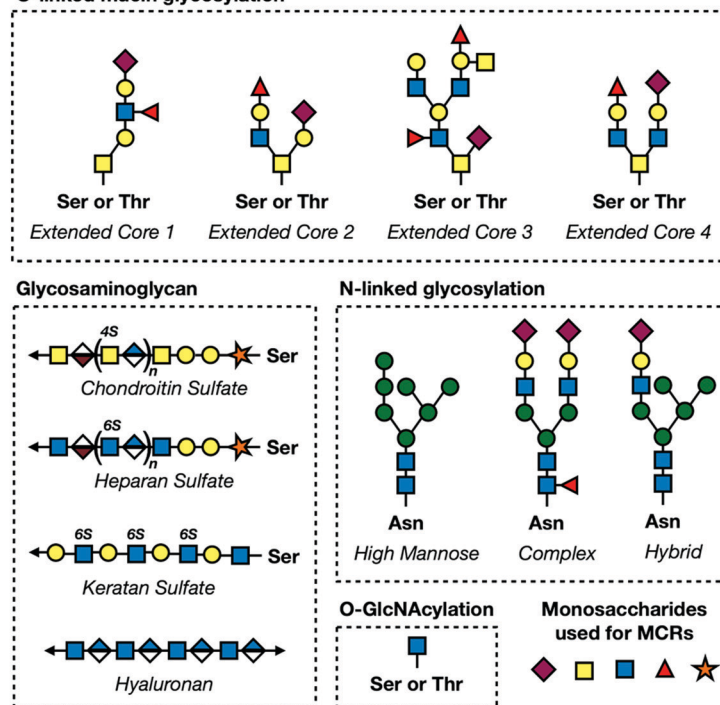 Ser or Thr Ser or Thr Ser or Thr Ser or Thr
Extended Core 1 Extended Core 2 Extended Core 3 Extended Core 4
Glycosaminoglycan
4S
n
Ser
Chondroitin Sulfate
6S
n
Ser
Heparan Sulfate
6S 6S 6S
Ser
Keratan Sulfate
Hyaluronan
N-linked glycosylation
Asn Asn Asn
High Mannose Complex Hybrid
O-GlcNAcylation
Ser or Thr
Monosaccharides
used for MCRs